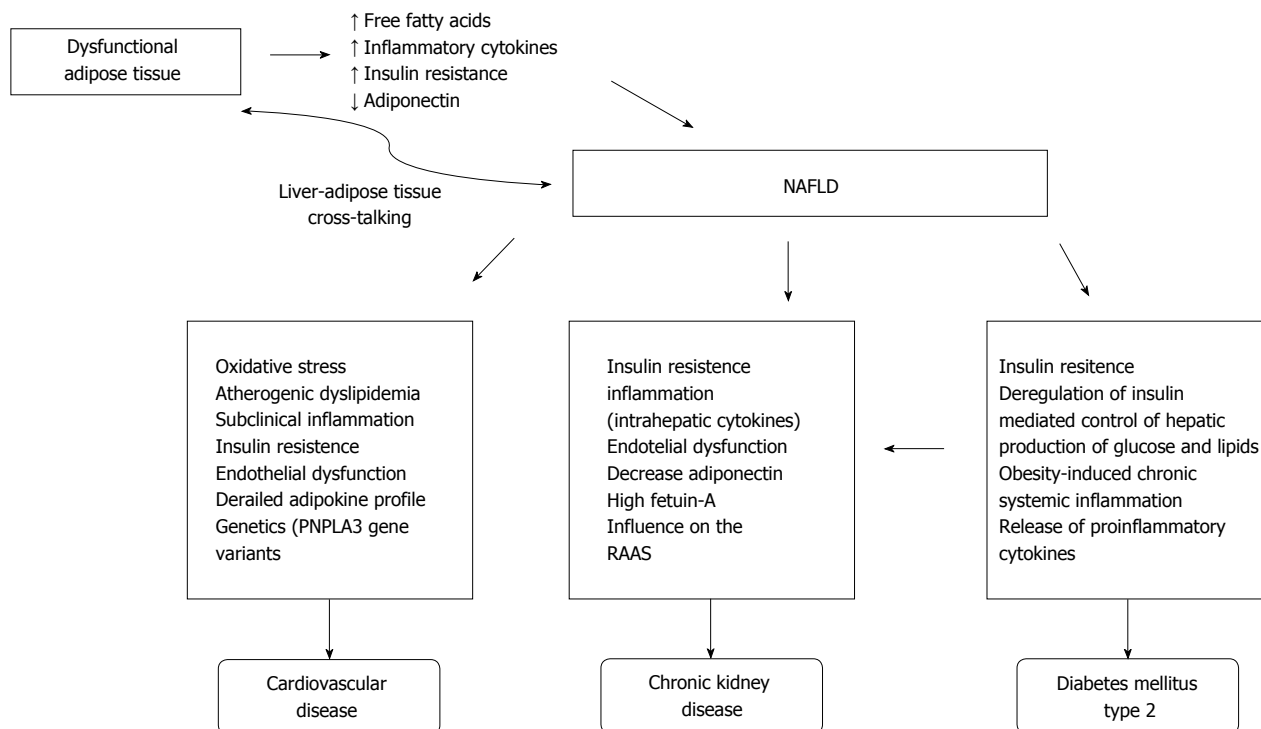 Dysfunctional
adipose tissue
↑ Free fatty acids
↑ Inflammatory cytokines
↑ Insulin resistance
↓ Adiponectin
Liver-adipose tissue
cross-talking
NAFLD
Oxidative stress
Atherogenic dyslipidemia
Subclinical inflammation
Insulin resistence
Endothelial dysfunction
Derailed adipokine profile
Genetics (PNPLA3 gene
variants
Insulin resistence
inflammation
(intrahepatic cytokines)
Endotelial dysfunction
Decrease adiponectin
High fetuin-A
Influence on the
RAAS
Insulin resitence
Deregulation of insulin
mediated control of hepatic
production of glucose and lipids
Obesity-induced chronic
systemic inflammation
Release of proinflammatory
cytokines
Cardiovascular
disease
Chronic kidney
disease
Diabetes mellitus
type 2